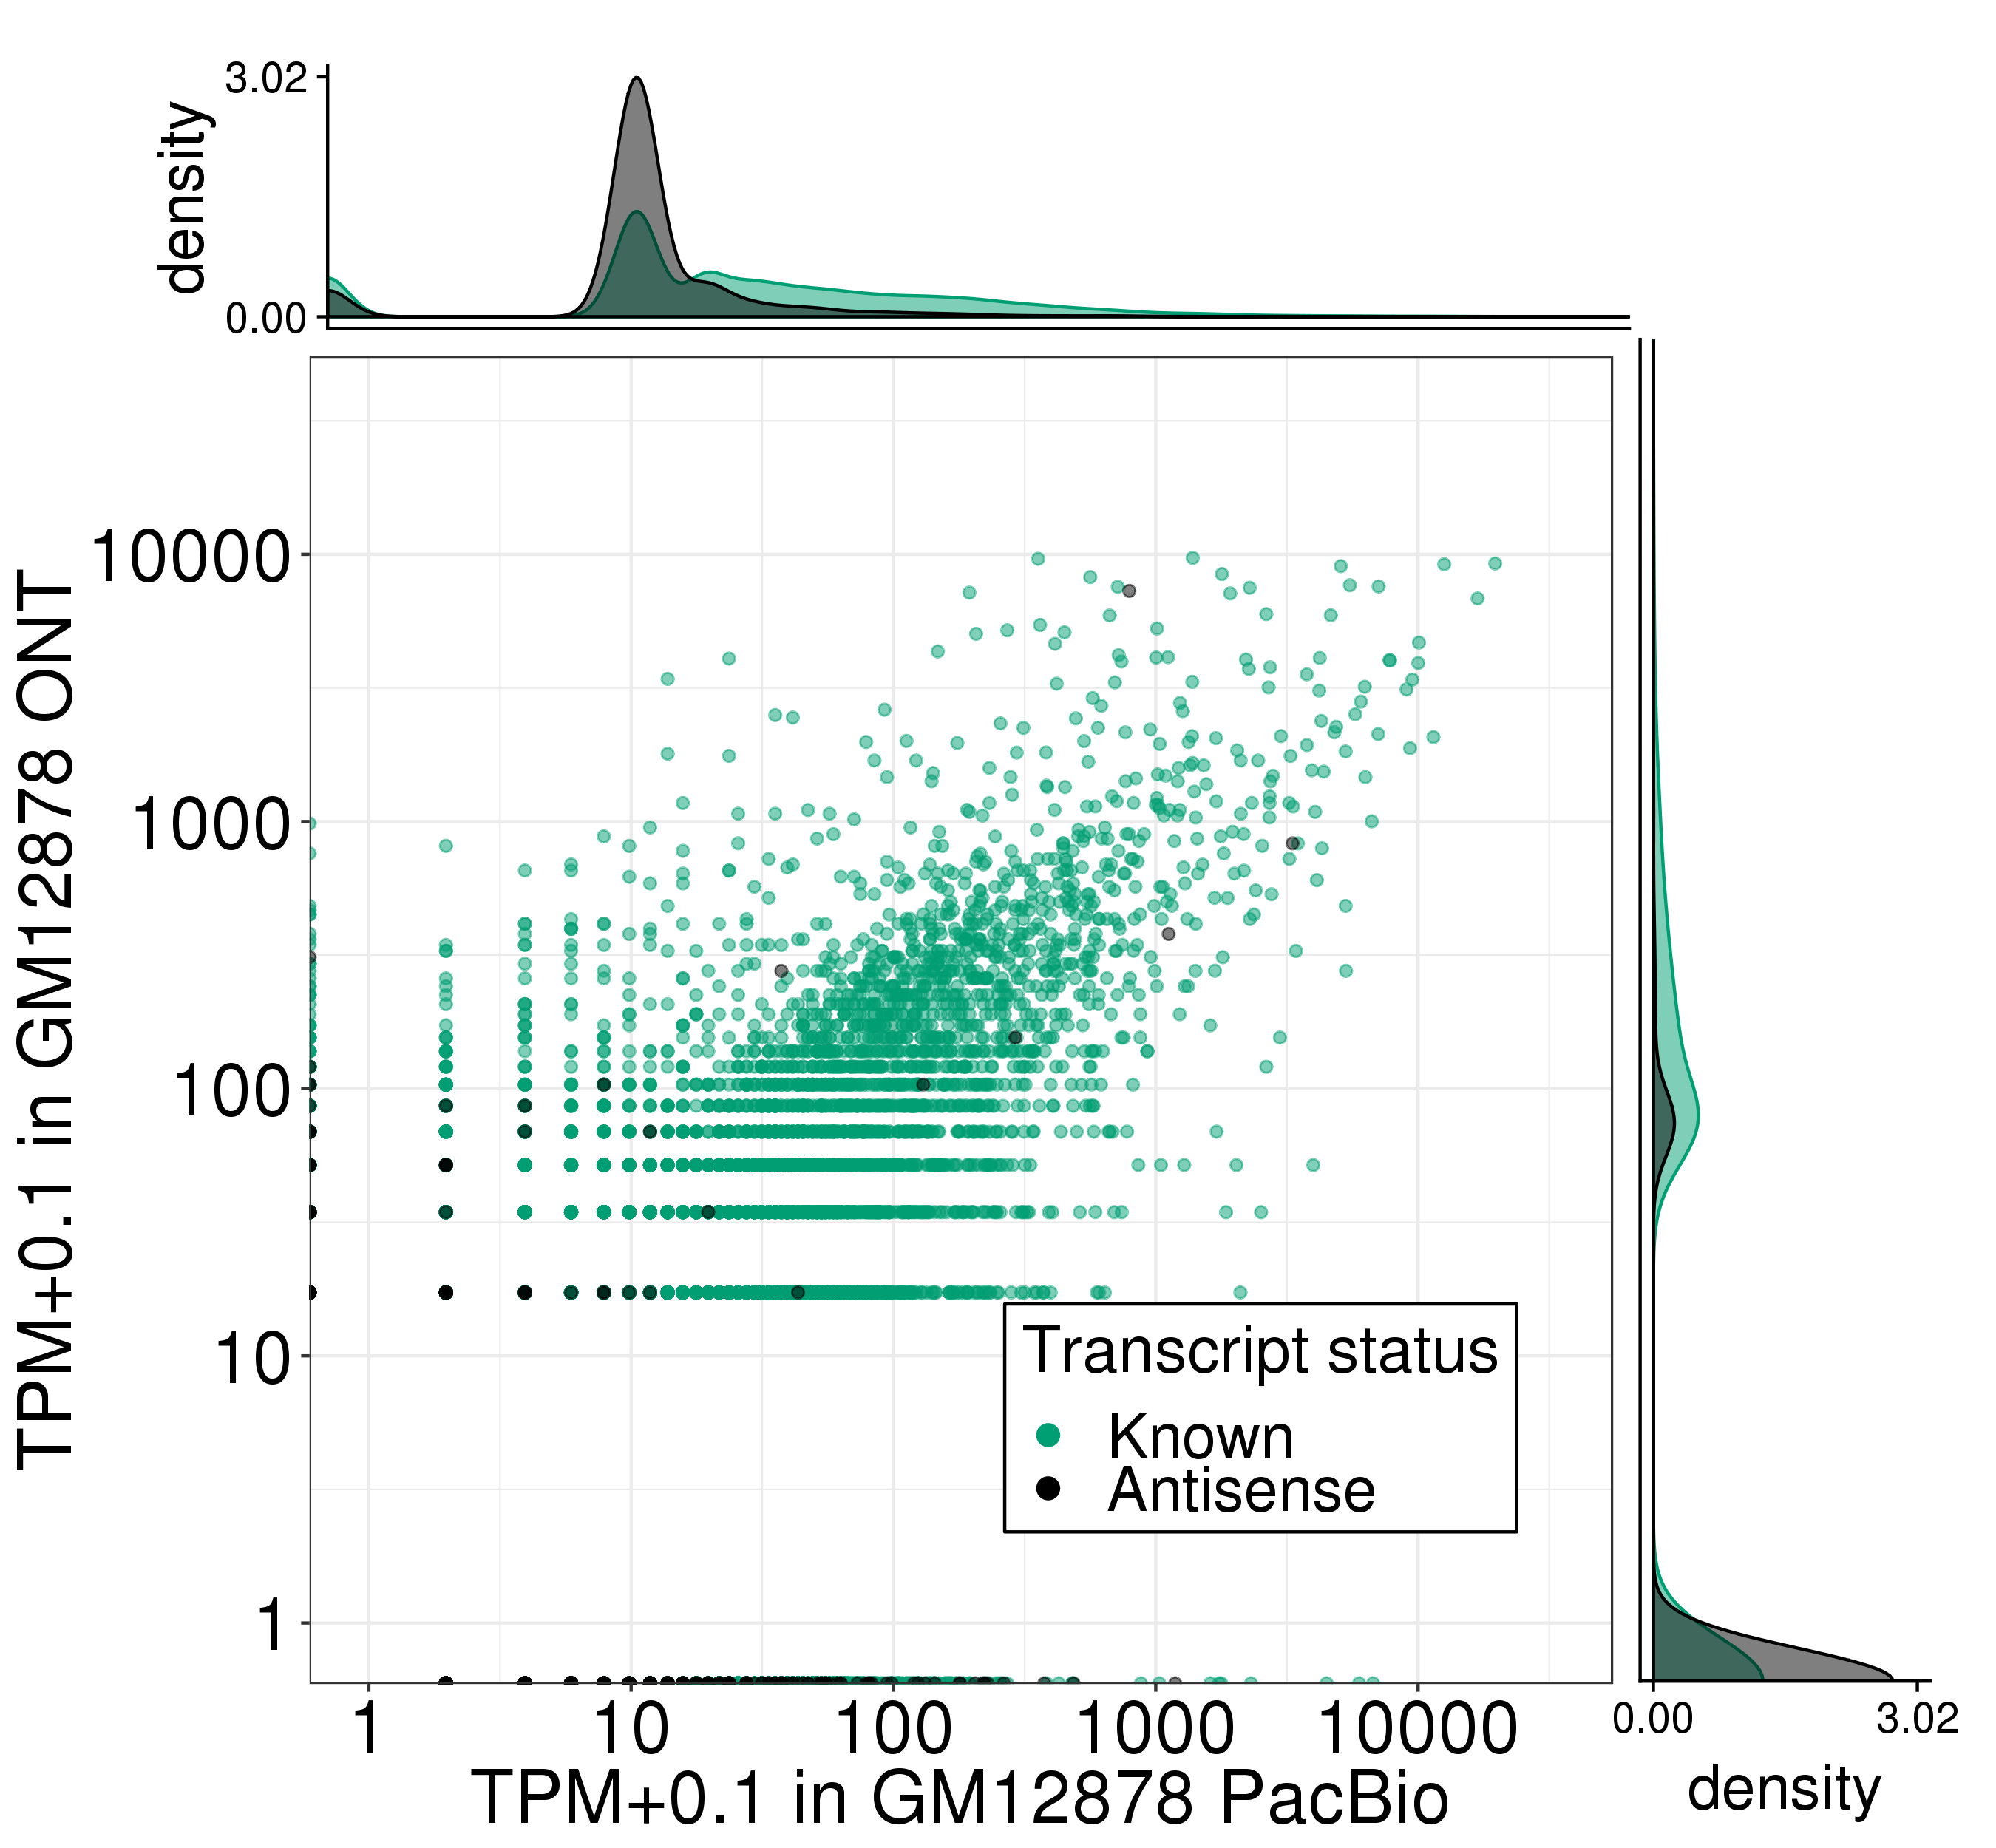 3.02
0.00
density
10000
1000
100
10
1
TPM+0.1 in GM12878 ONT
Transcript status
Known
Antisense
1
10
100
1000
10000
TPM+0.1 in GM12878 PacBio
0.00
3.02
density